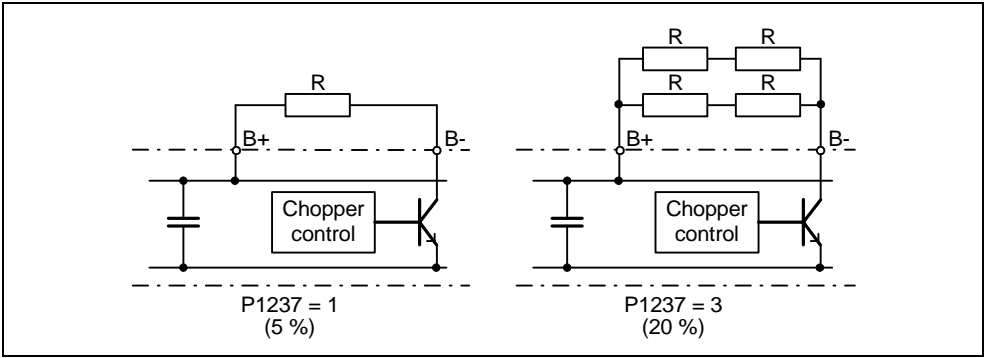 R
B+
B-
Chopper
control
P1237 = 1
(5 %)
R
R
R
R
B+
B-
Chopper
control
P1237 = 3
(20 %)